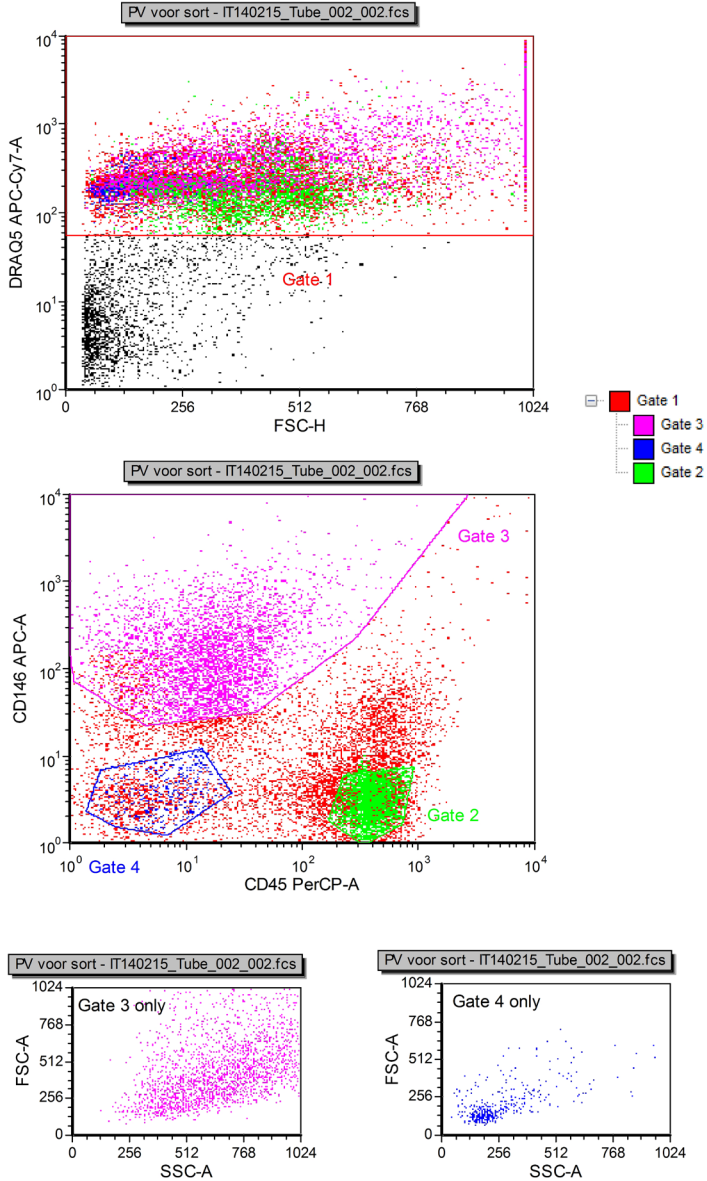 PV voor sort - IT140215_Tube_002_002.fcs
10^4
10^3
10^2
10^1
10^0
DRAQ5 APC-Cy7-A
Gate 1
0 256 512 768 1024
FSC-H
Gate 1
Gate 3
Gate 4
Gate 2
PV voor sort - IT140215_Tube_002_002.fcs
10^4
10^3
10^2
10^1
10^0
CD146 APC-A
Gate 3
Gate 2
Gate 4
10^0 10^1 10^2 10^3 10^4
CD45 PerCP-A
PV voor sort - IT140215_Tube_002_002.fcs
Gate 3 only
1024
768
512
256
0
FSC-A
0 256 512 768 1024
SSC-A
PV voor sort - IT140215_Tube_002_002.fcs
Gate 4 only
1024
768
512
256
0
FSC-A
0 256 512 768 1024
SSC-A